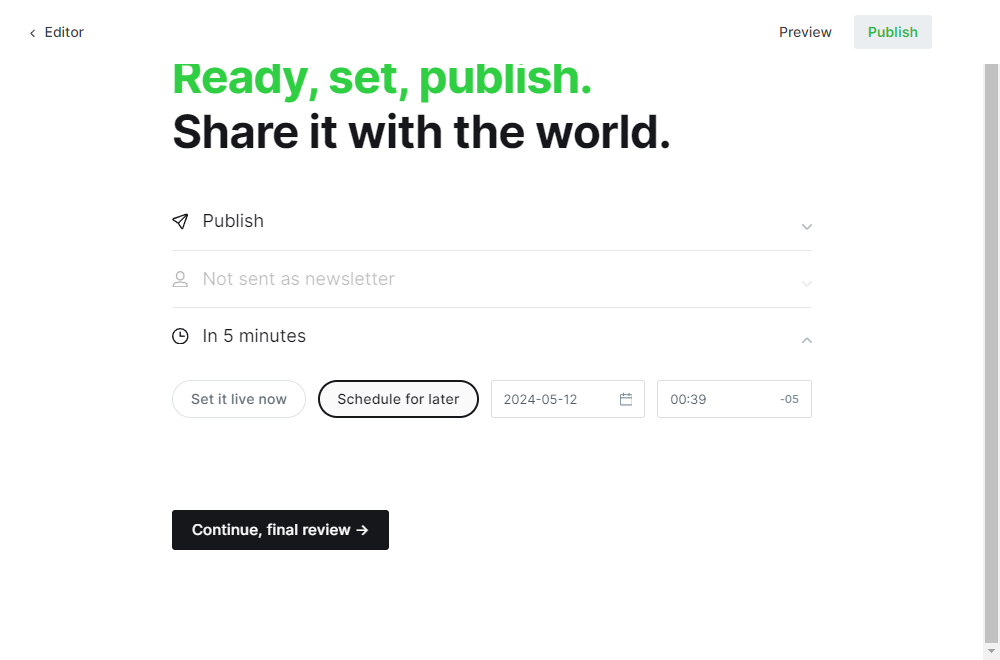 Editor
Preview
Publish
Ready, set, publish.
Share it with the world.
Publish
Not sent as newsletter
In 5 minutes
Set it live now
Schedule for later
2024-05-12
00:39
-05
Continue, final review →